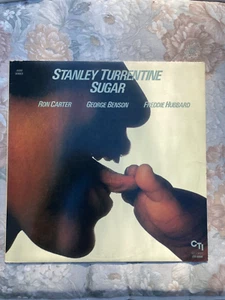 STANLEY TURRENTINE
SUGAR
RON CARTER GEORGE BENSON FREDDIE HUBBARD
CTI